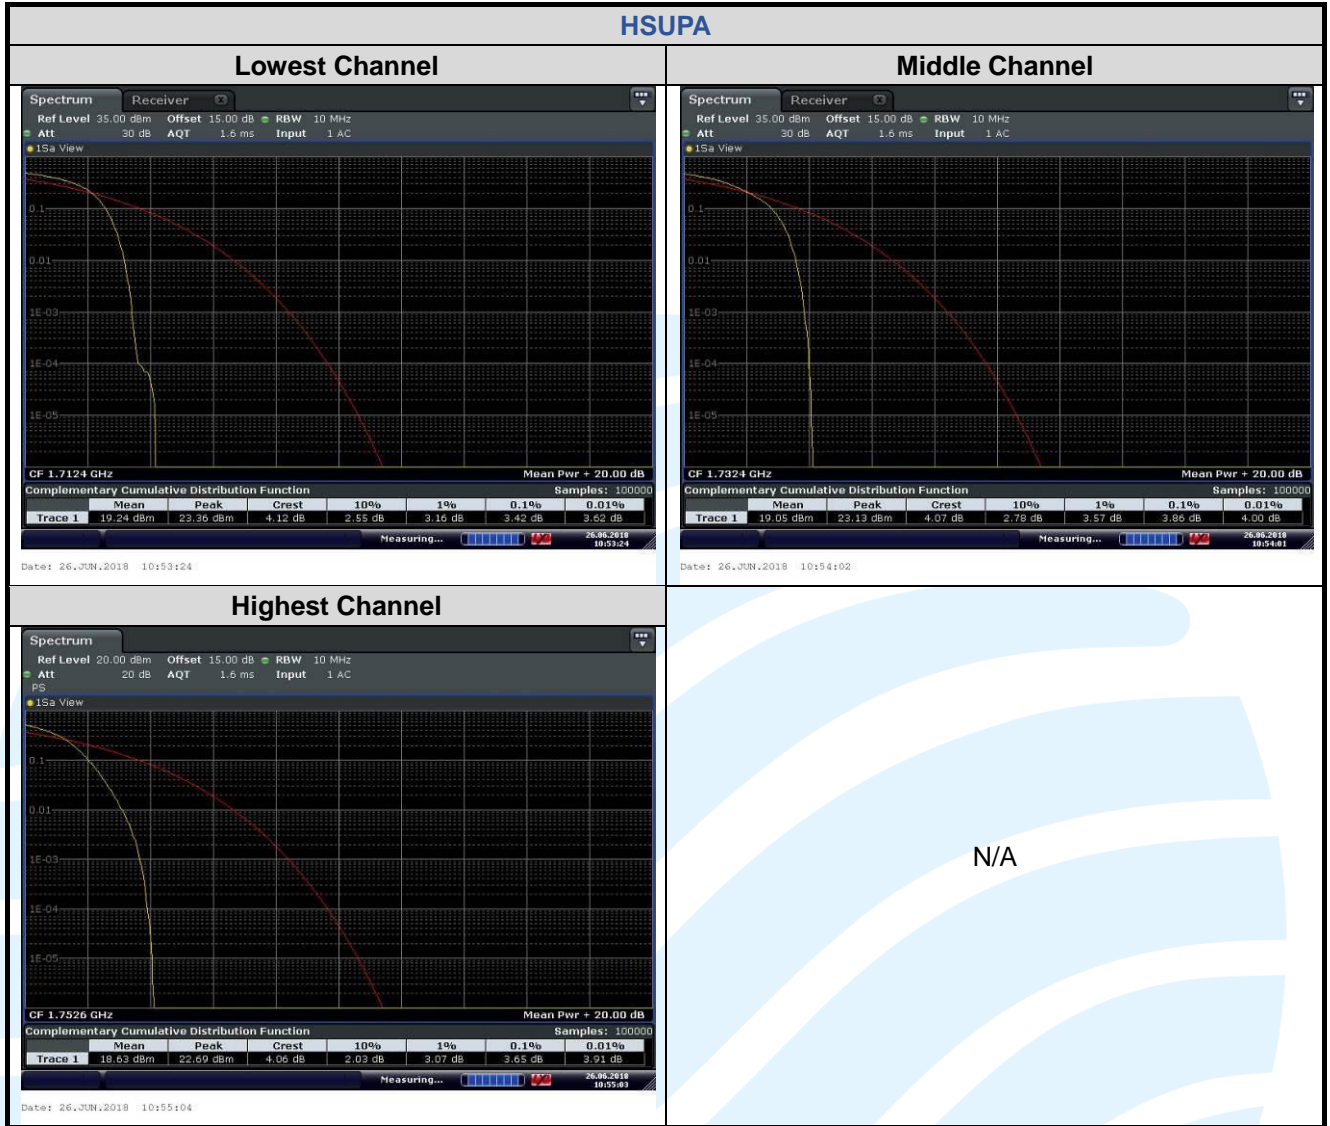 HSUPA
Lowest Channel
Middle Channel
Spectrum Receiver
Ref Level 35.00 dBm Offset 15.00 dB RBW 10 MHz
Att 30 dB AQT 1.6 ms Input 1 AC
1Sa View
0.1
0.01
1E-03
1E-04
1E-05
CF 1.7124 GHz Mean Pwr + 20.00 dB
Complementary Cumulative Distribution Function Samples: 100000
Mean Peak Crest 10% 1% 0.1% 0.01%
Trace 1 19.24 dBm 23.36 dBm 4.12 dB 2.55 dB 3.16 dB 3.42 dB 3.62 dB
Measuring... 26.06.2018
10:53:24
Date: 26.JUN.2018 10:53:24
Spectrum Receiver
Ref Level 35.00 dBm Offset 15.00 dB RBW 10 MHz
Att 30 dB AQT 1.6 ms Input 1 AC
1Sa View
0.1
0.01
1E-03
1E-04
1E-05
CF 1.7324 GHz Mean Pwr + 20.00 dB
Complementary Cumulative Distribution Function Samples: 100000
Mean Peak Crest 10% 1% 0.1% 0.01%
Trace 1 19.05 dBm 23.13 dBm 4.07 dB 2.78 dB 3.57 dB 3.86 dB 4.00 dB
Measuring... 26.06.2018
10:54:01
Date: 26.JUN.2018 10:54:02
Highest Channel
Spectrum
Ref Level 20.00 dBm Offset 15.00 dB RBW 10 MHz
Att 20 dB AQT 1.6 ms Input 1 AC
PS
1Sa View
0.1
0.01
1E-03
1E-04
1E-05
CF 1.7526 GHz Mean Pwr + 20.00 dB
Complementary Cumulative Distribution Function Samples: 100000
Mean Peak Crest 10% 1% 0.1% 0.01%
Trace 1 18.63 dBm 22.69 dBm 4.06 dB 2.03 dB 3.07 dB 3.65 dB 3.91 dB
Measuring... 26.06.2018
10:55:03
Date: 26.JUN.2018 10:55:04
N/A